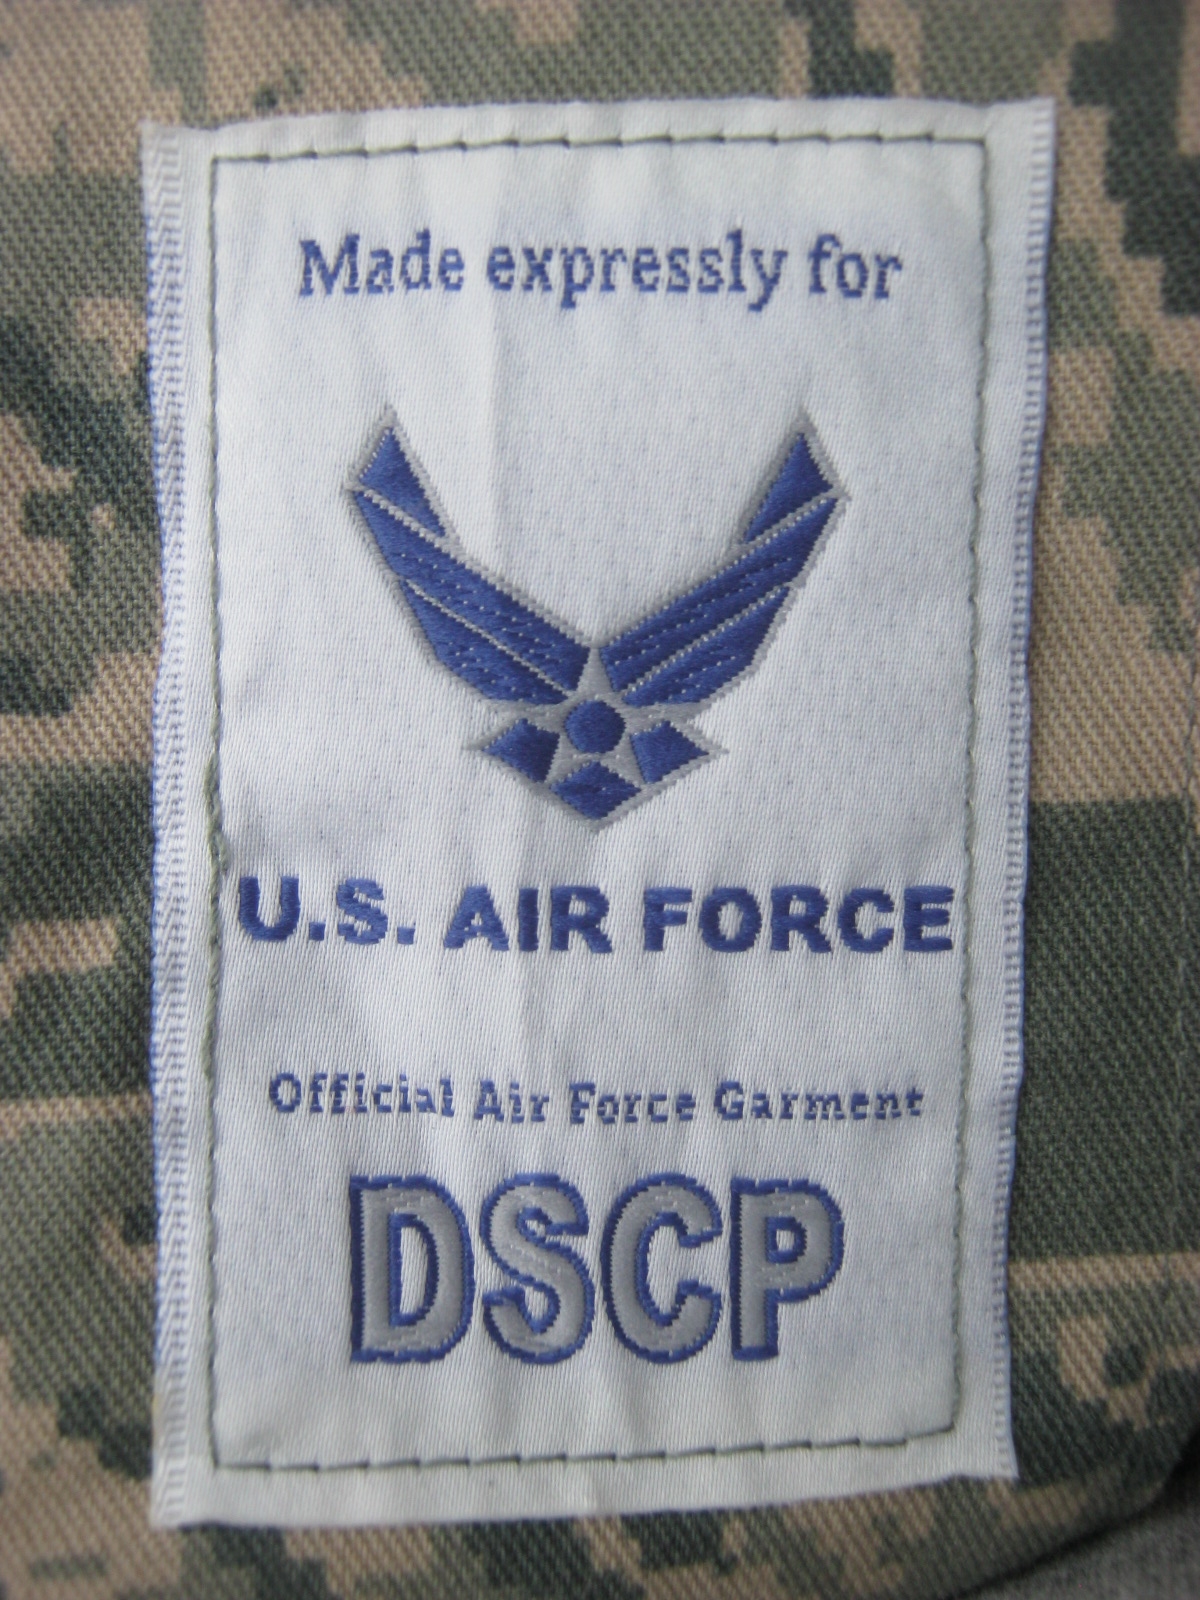 Made expressly for
U.S. AIR FORCE
Official Air Force Garment
DSCP